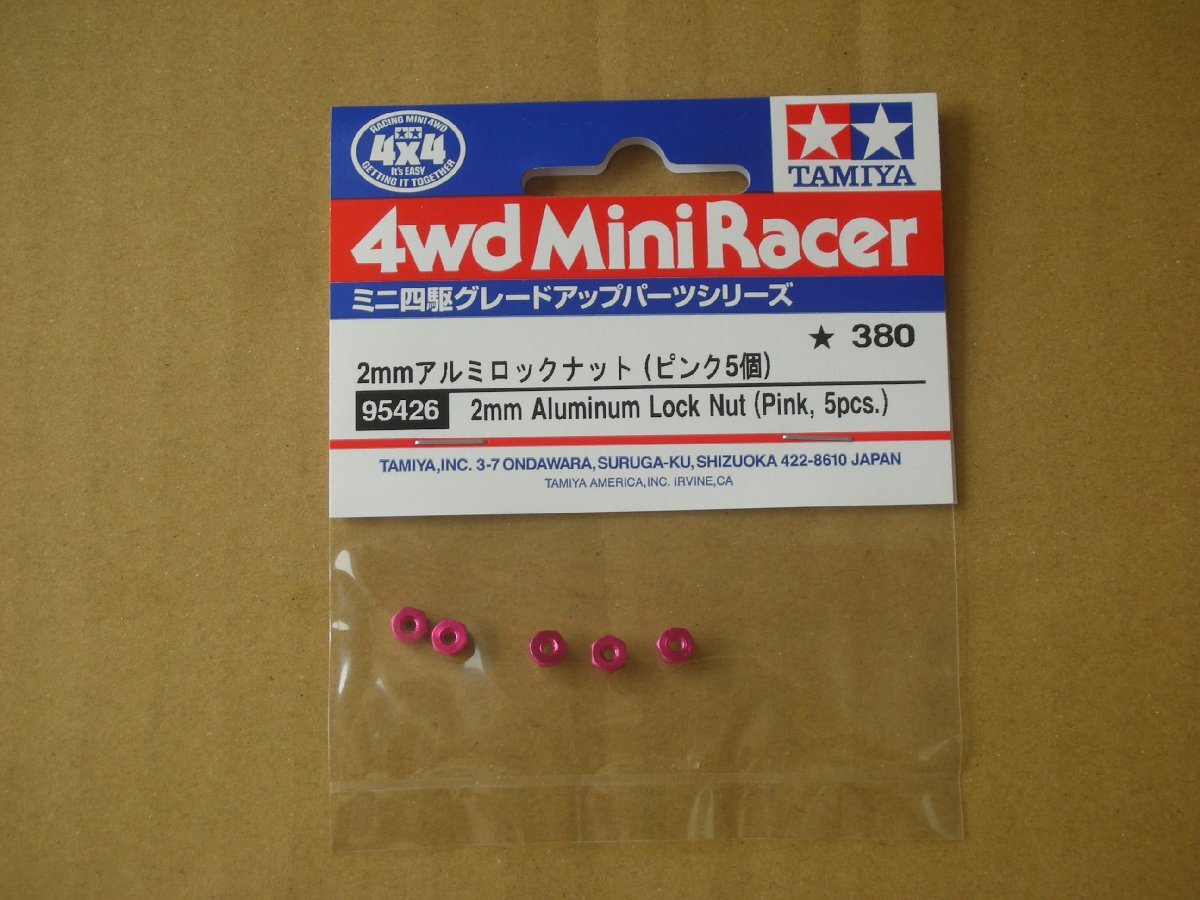 RACING MINI 4WD
4x4
It's EASY
GETTING IT TOGETHER
TAMIYA
4wd Mini Racer
ミニ四駆グレードアップパーツシリーズ
★ 380
2mmアルミロックナット (ピンク5個)
95426 2mm Aluminum Lock Nut (Pink, 5pcs.)
TAMIYA,INC. 3-7 ONDAWARA,SURUGA-KU,SHIZUOKA 422-8610 JAPAN
TAMIYA AMERICA,INC. IRVINE,CA